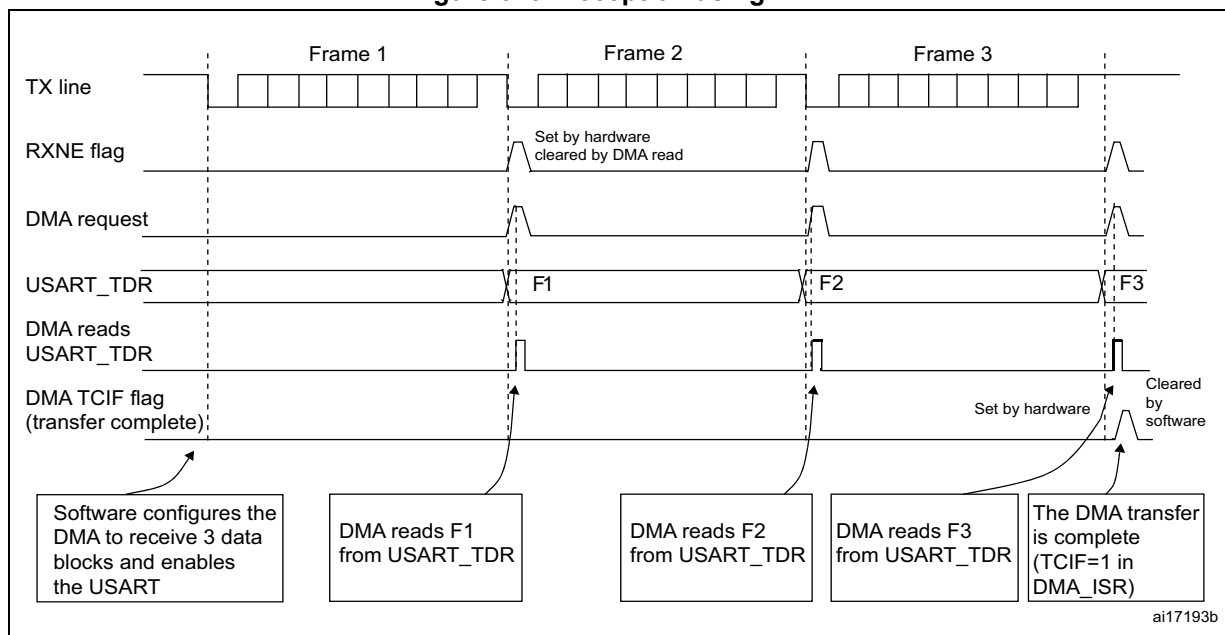 Frame 1
Frame 2
Frame 3
TX line
RXNE flag
Set by hardware
cleared by DMA read
DMA request
USART_TDR
F1
F2
F3
DMA reads
USART_TDR
DMA TCIF flag
(transfer complete)
Set by hardware
Cleared
by
software
Software configures the
DMA to receive 3 data
blocks and enables
the USART
DMA reads F1
from USART_TDR
DMA reads F2
from USART_TDR
DMA reads F3
from USART_TDR
The DMA transfer
is complete
(TCIF=1 in
DMA_ISR)
ai17193b